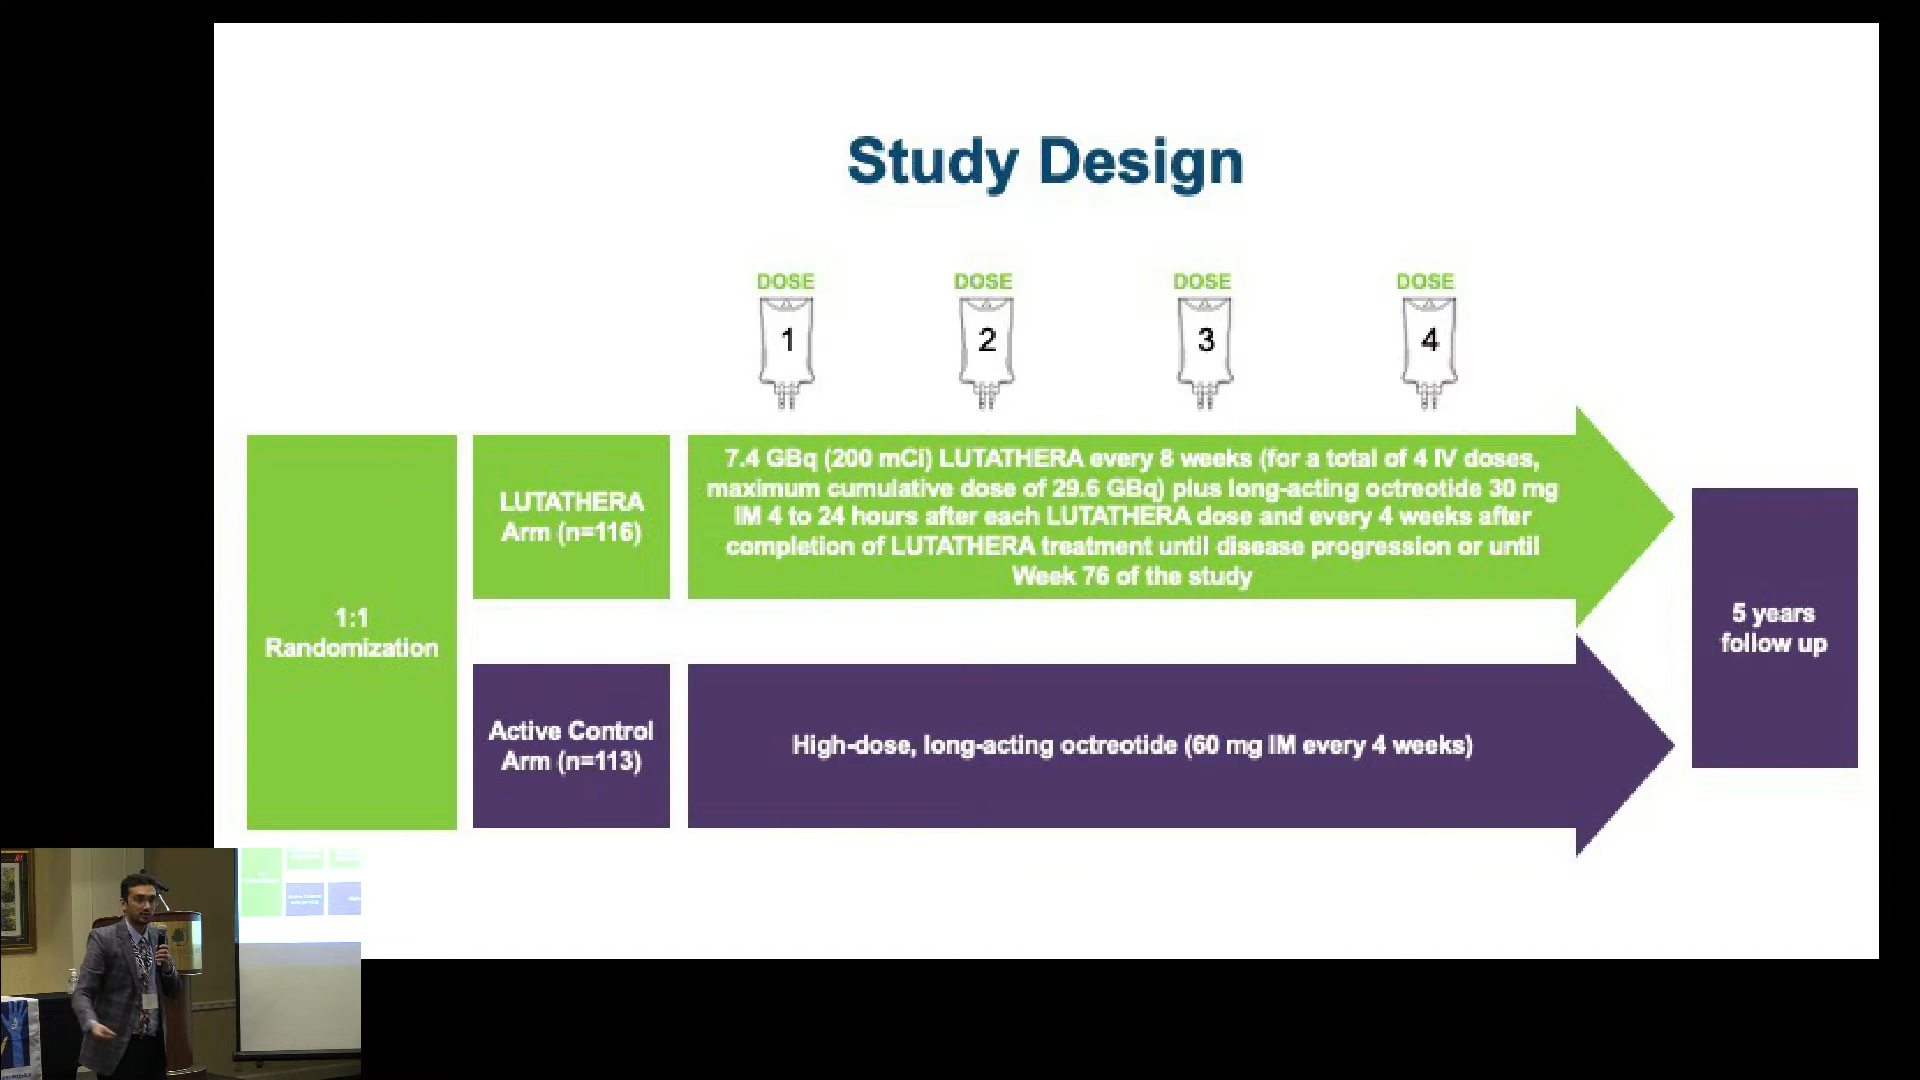 Study Design
DOSE
1
DOSE
2
DOSE
3
DOSE
4
1:1
Randomization
LUTATHERA
Arm (n=116)
7.4 GBq (200 mCi) LUTATHERA every 8 weeks (for a total of 4 IV doses,
maximum cumulative dose of 29.6 GBq) plus long-acting octreotide 30 mg
IM 4 to 24 hours after each LUTATHERA dose and every 4 weeks after
completion of LUTATHERA treatment until disease progression or until
Week 76 of the study
Active Control
Arm (n=113)
High-dose, long-acting octreotide (60 mg IM every 4 weeks)
5 years
follow up